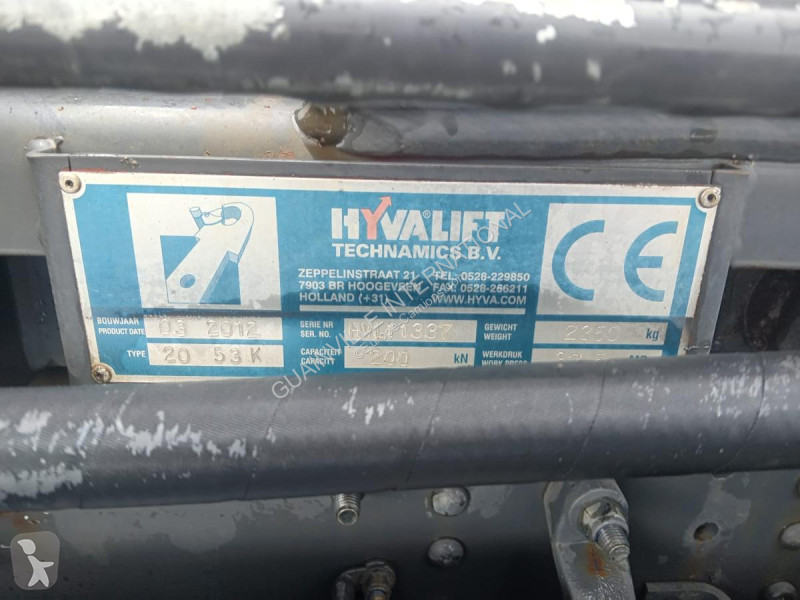 HYVALIFT
TECHNAMICS B.V.
ZEPPELINSTRAAT 21 TEL: 0528-229850
7903 BR HOOGEVEEN FAX: 0528-266211
HOLLAND (+31) WWW.HYVA.COM
CE
BOUWJAAR
PRODUCT DATE 03 2012
SERIE NR
SER. NO.
GEWICHT
WEIGHT 2350 kg
TYPE 20 53 K
CAPACITEIT
CAPACITY 200 kN
WERKDRUK
WORK PRESS
GUAINVILLE INTERNATIONAL